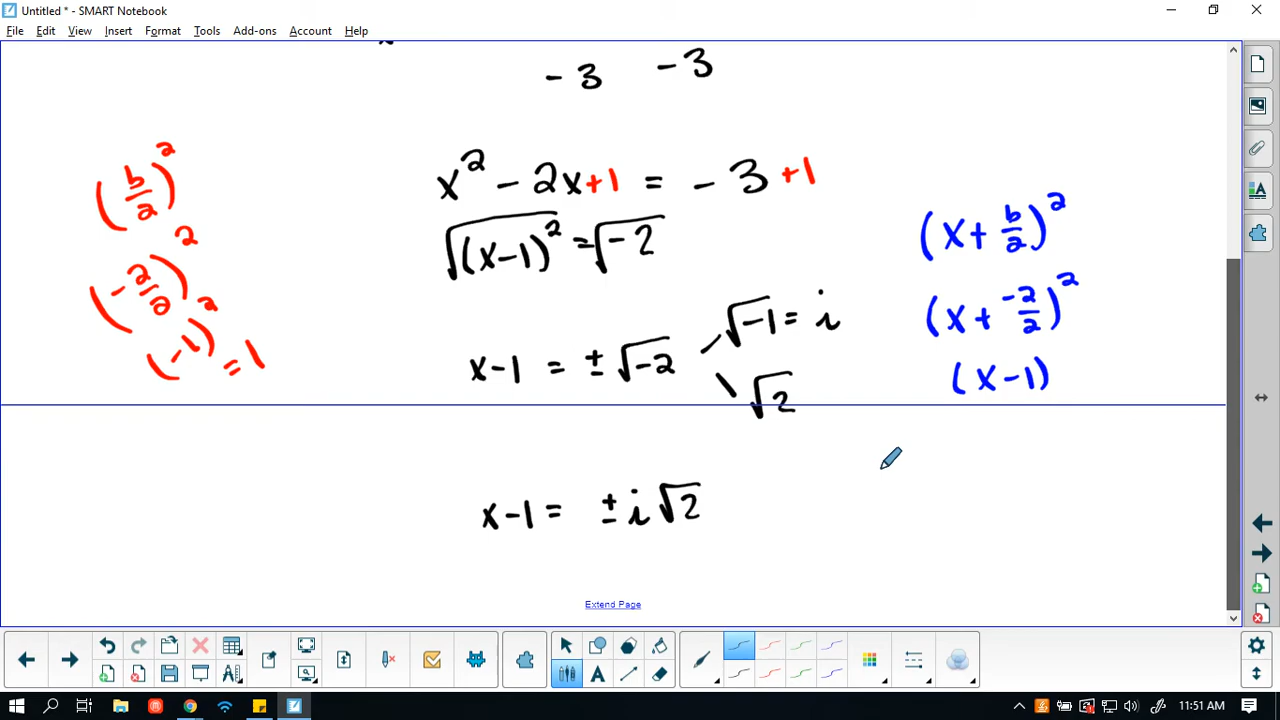 Untitled * - SMART Notebook
File Edit View Insert Format Tools Add-ons Account Help
- 3 - 3
x² - 2x + 1 = - 3 + 1
√(x-1)² = √-2
x-1 = ± √-2
√-1 = i
√2
x-1 = ± i √2
(b/2)²
(-2/2)²
(-1)² = 1
(x + b/2)²
(x + -2/2)²
(x-1)
Extend Page
A
11:51 AM